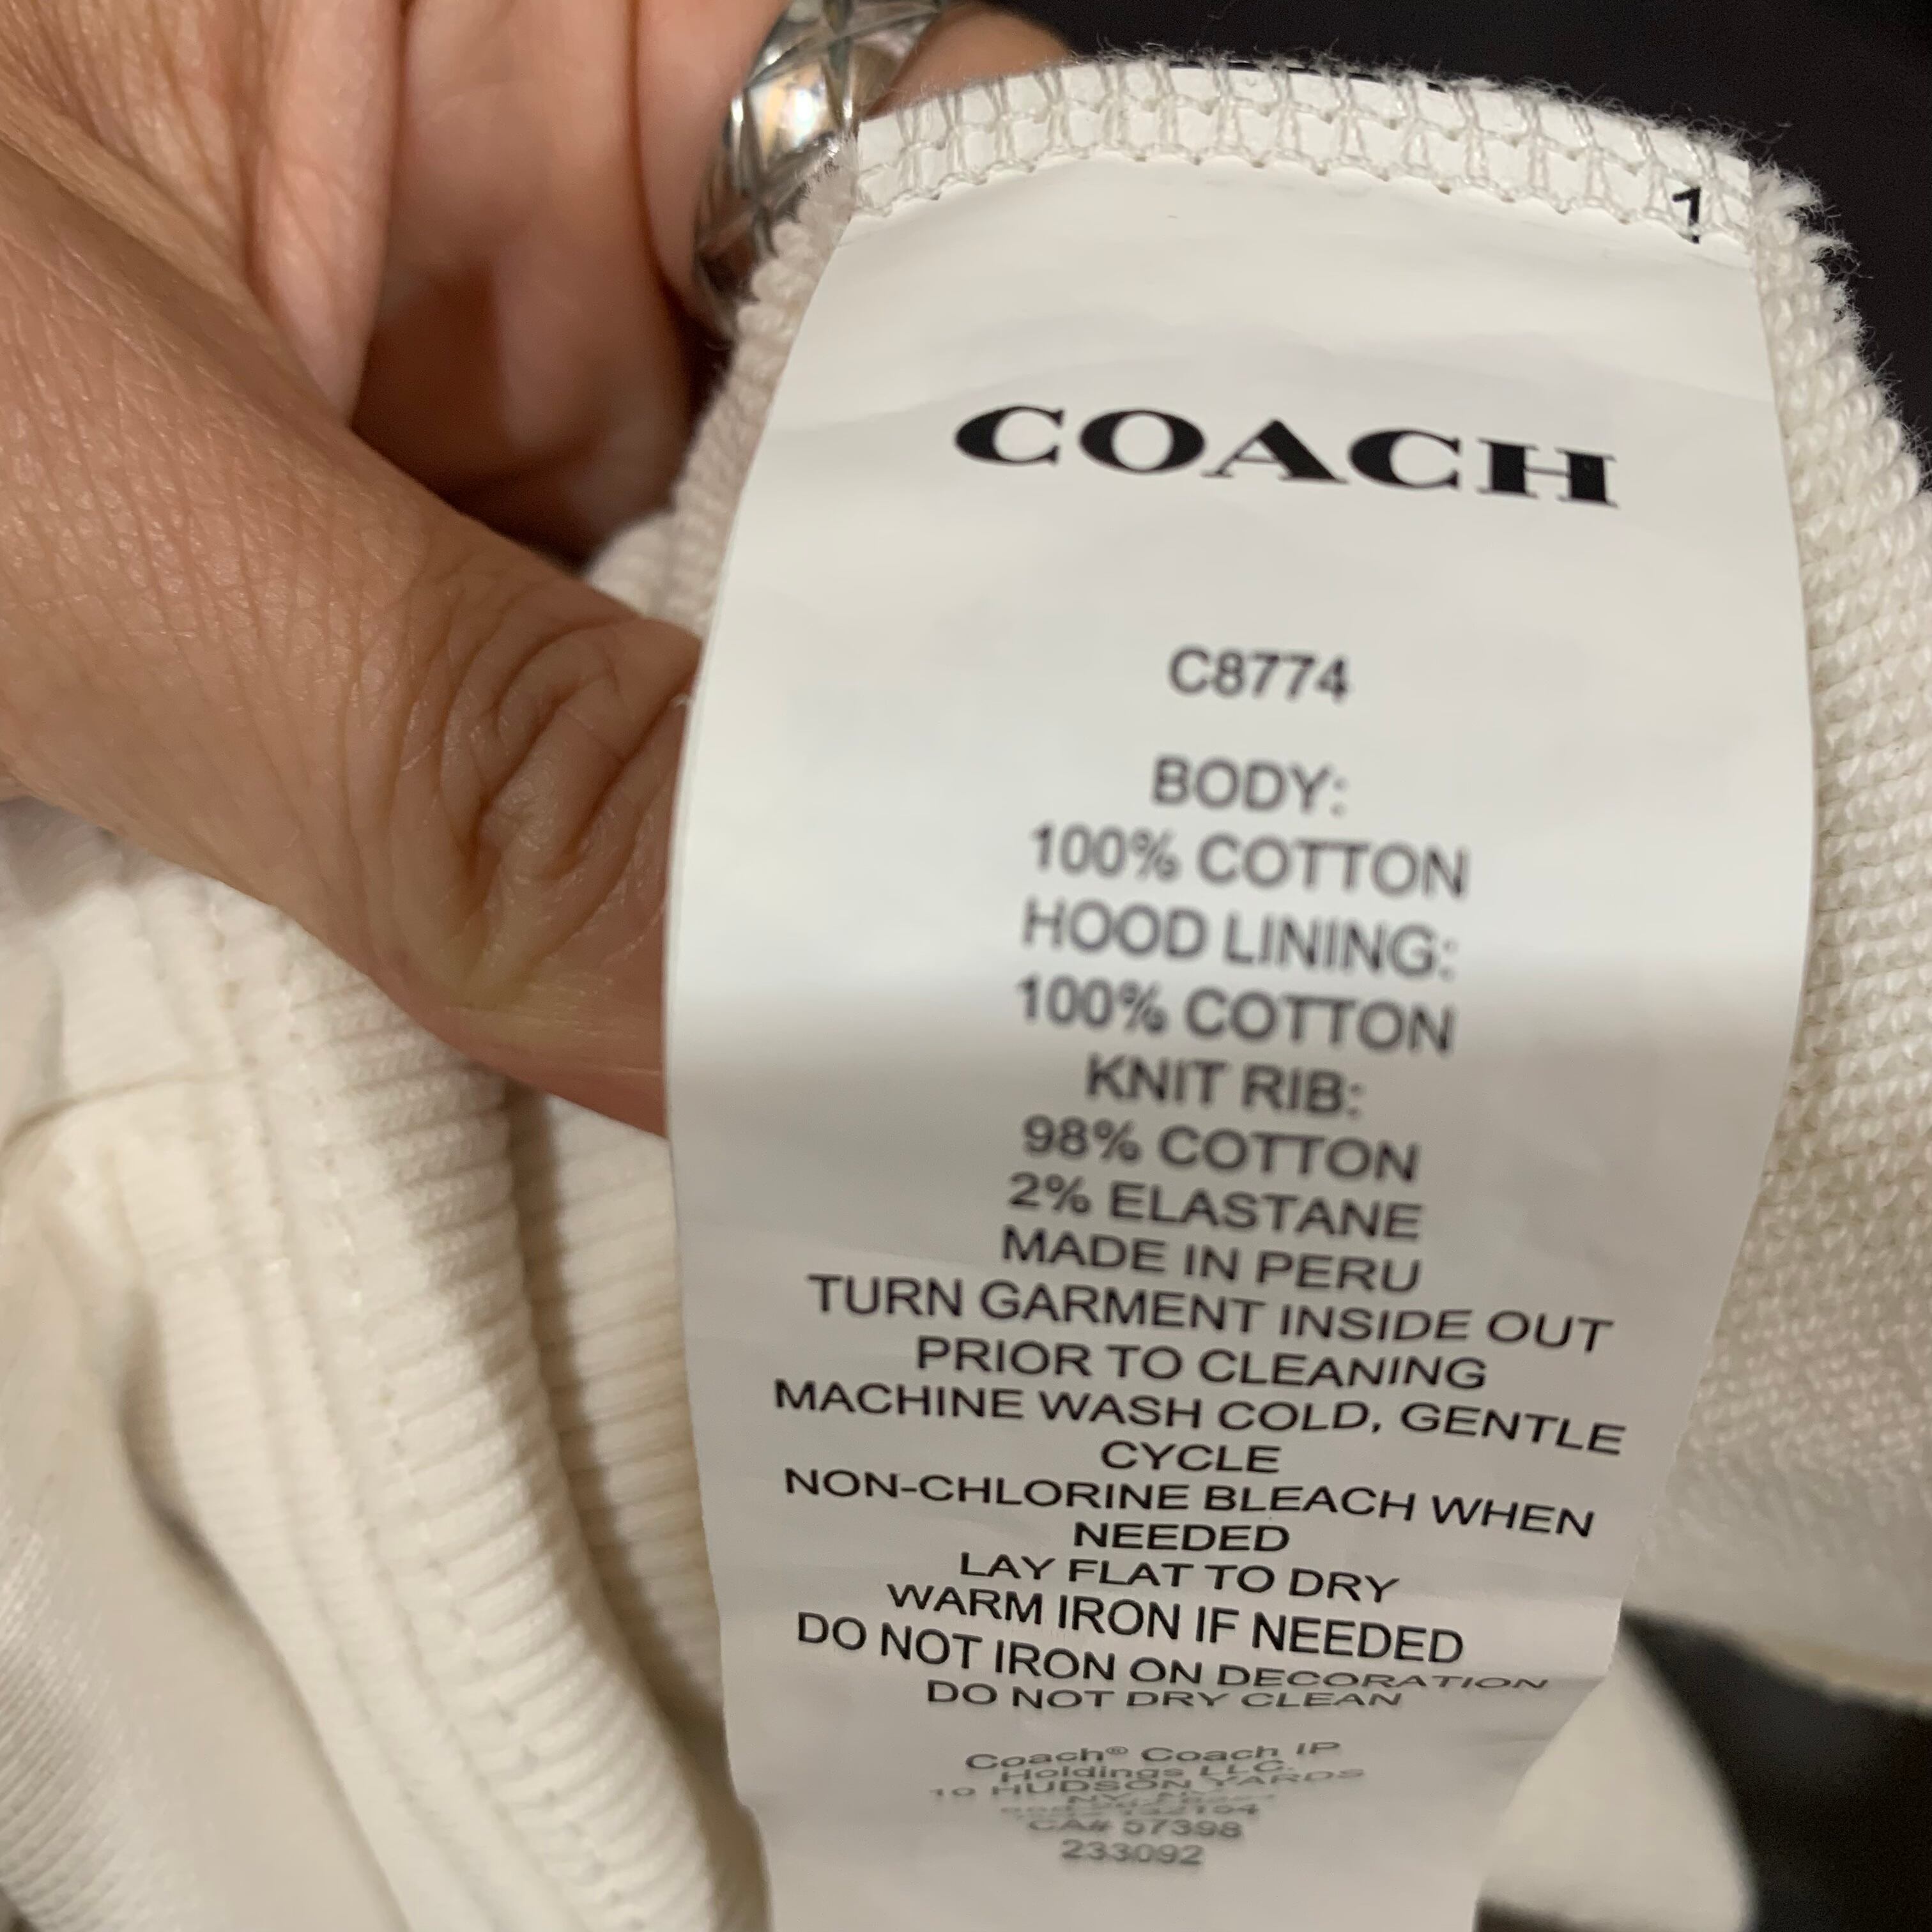 1
COACH
C8774
BODY:
100% COTTON
HOOD LINING:
100% COTTON
KNIT RIB:
98% COTTON
2% ELASTANE
MADE IN PERU
TURN GARMENT INSIDE OUT
PRIOR TO CLEANING
MACHINE WASH COLD, GENTLE
CYCLE
NON-CHLORINE BLEACH WHEN
NEEDED
LAY FLAT TO DRY
WARM IRON IF NEEDED
DO NOT IRON ON DECORATION
DO NOT DRY CLEAN
Coach® Coach IP
Holdings LLC.
10 HUDSON YARDS
CA# 57398
233092